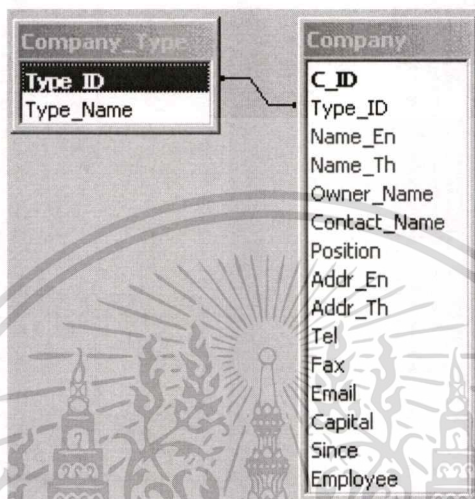 Company_Type
Type_ID
Type_Name
Company
C_ID
Type_ID
Name_En
Name_Th
Owner_Name
Contact_Name
Position
Addr_En
Addr_Th
Tel
Fax
Email
Capital
Since
Employee